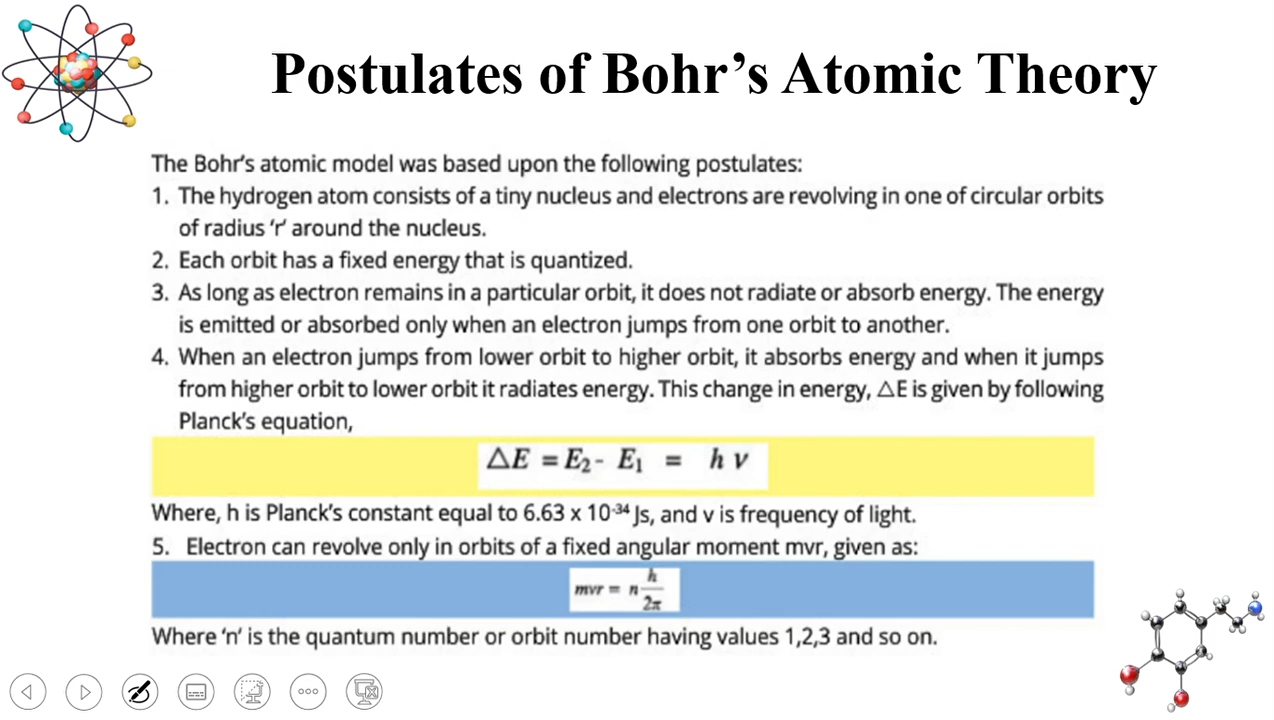 Postulates of Bohr's Atomic Theory
The Bohr's atomic model was based upon the following postulates:
1. The hydrogen atom consists of a tiny nucleus and electrons are revolving in one of circular orbits
of radius 'r' around the nucleus.
2. Each orbit has a fixed energy that is quantized.
3. As long as electron remains in a particular orbit, it does not radiate or absorb energy. The energy
is emitted or absorbed only when an electron jumps from one orbit to another.
4. When an electron jumps from lower orbit to higher orbit, it absorbs energy and when it jumps
from higher orbit to lower orbit it radiates energy. This change in energy, △E is given by following
Planck's equation,
△E = E₂ - E₁ = h ν
Where, h is Planck's constant equal to 6.63 x 10⁻³⁴ Js, and v is frequency of light.
5. Electron can revolve only in orbits of a fixed angular moment mvr, given as:
mvr = n h/2π
Where 'n' is the quantum number or orbit number having values 1,2,3 and so on.